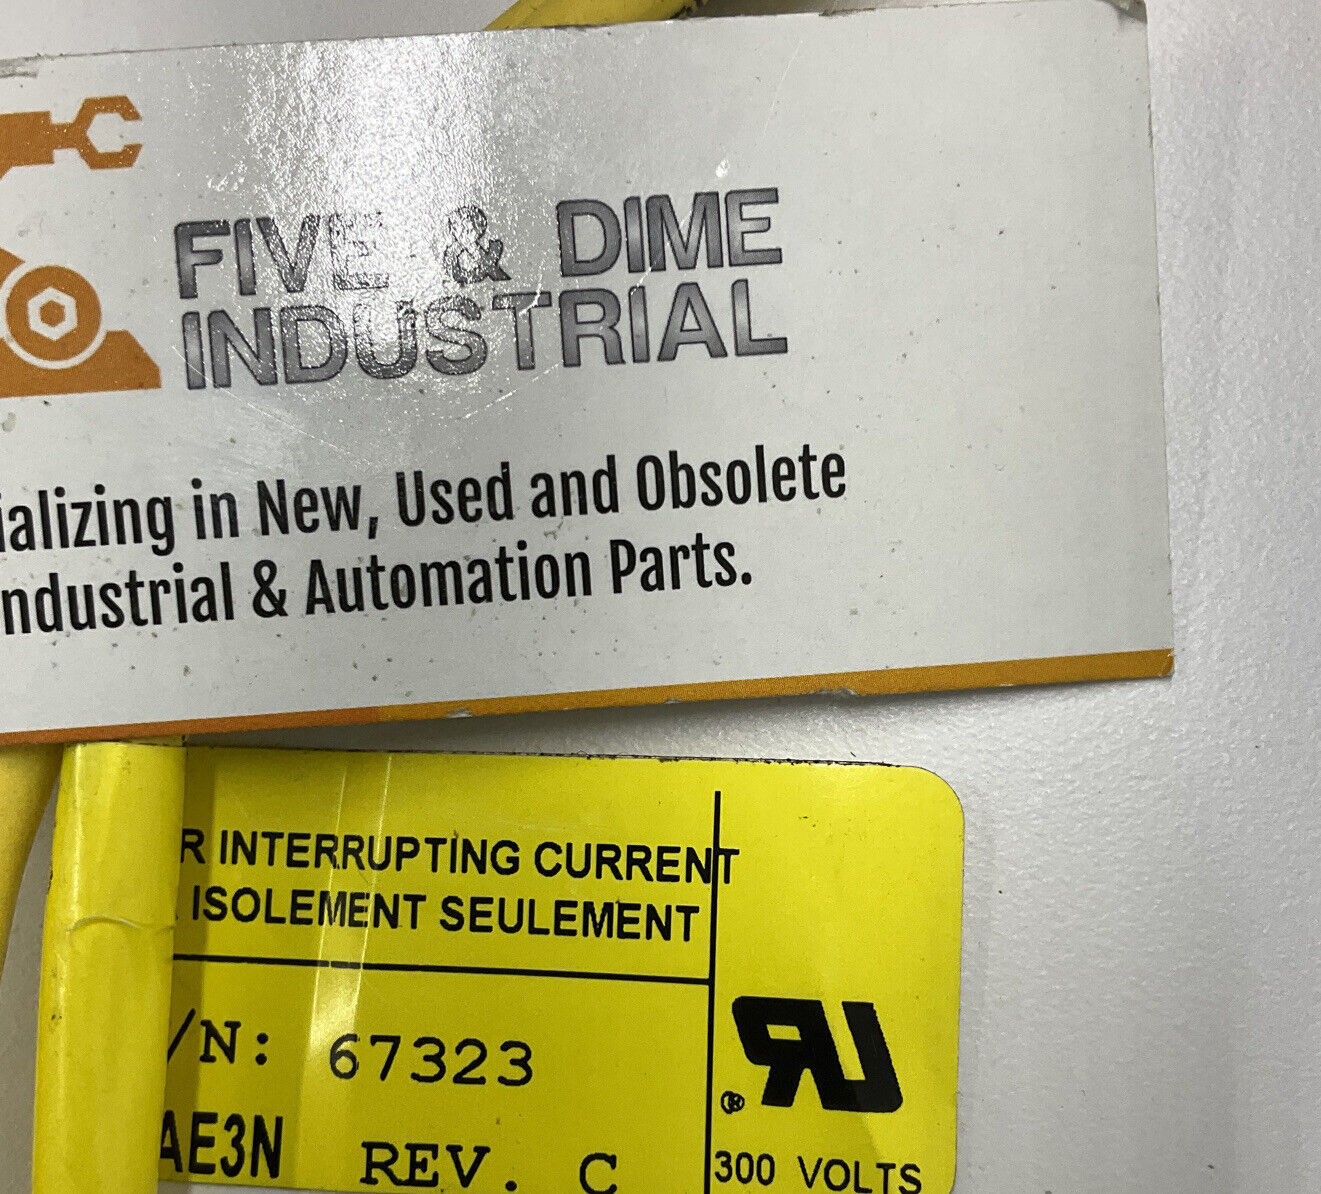 FIVE & DIME
INDUSTRIAL
ializing in New, Used and Obsolete
ndustrial & Automation Parts.
R INTERRUPTING CURRENT
ISOLEMENT SEULEMENT
/N: 67323
AE3N REV. C
300 VOLTS